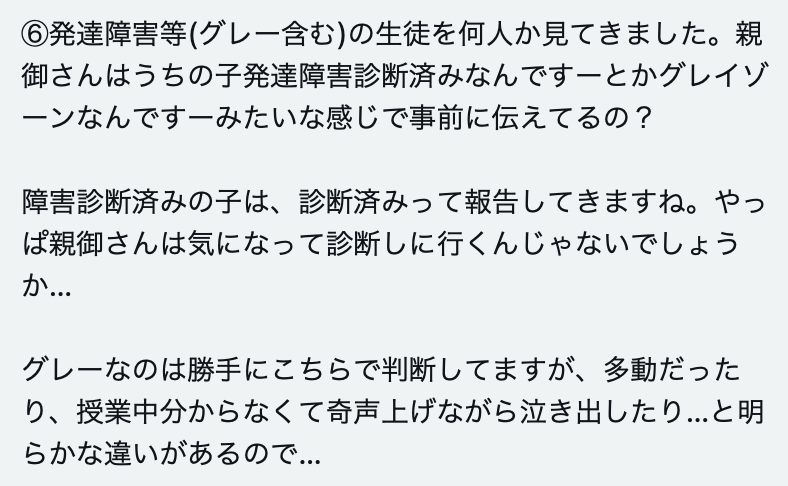 ⑥発達障害等(グレー含む)の生徒を何人か見てきました。親
御さんはうちの子発達障害診断済みなんですーとかグレイゾ
ーンなんですーみたいな感じで事前に伝えてるの？
障害診断済みの子は、診断済みって報告してきますね。やっ
ぱ親御さんは気になって診断しに行くんじゃないでしょう
か...
グレーなのは勝手にこちらで判断してますが、多動だった
り、授業中分からなくて奇声上げながら泣き出したり...と明
らかな違いがあるので...